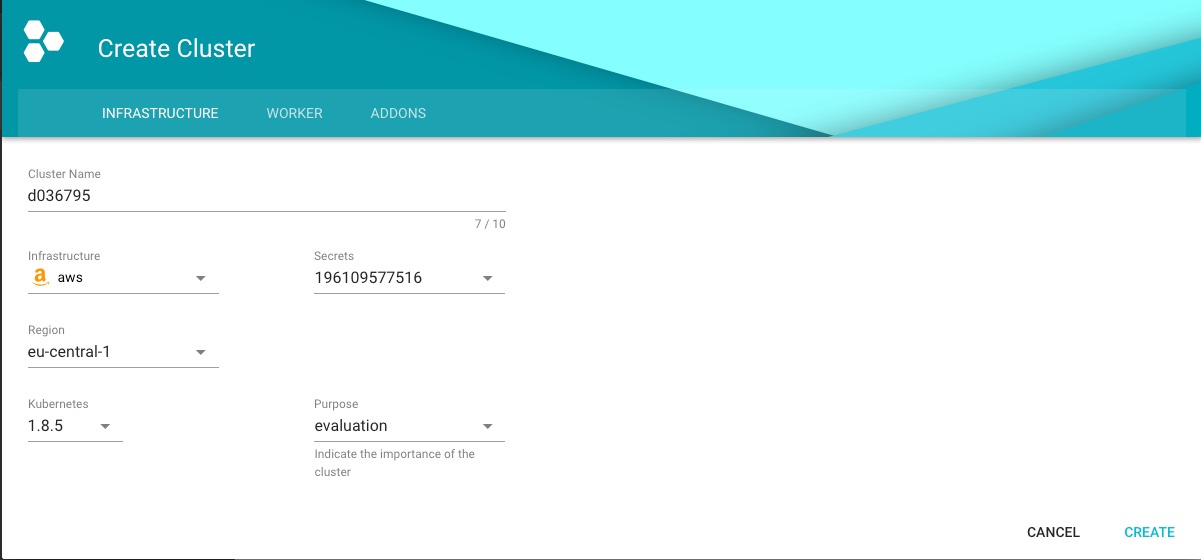 Create Cluster
INFRASTRUCTURE WORKER ADDONS
Cluster Name
d036795
7 / 10
Infrastructure Secrets
aws 196109577516
Region
eu-central-1
Kubernetes Purpose
1.8.5 evaluation
Indicate the importance of the
cluster
CANCEL CREATE